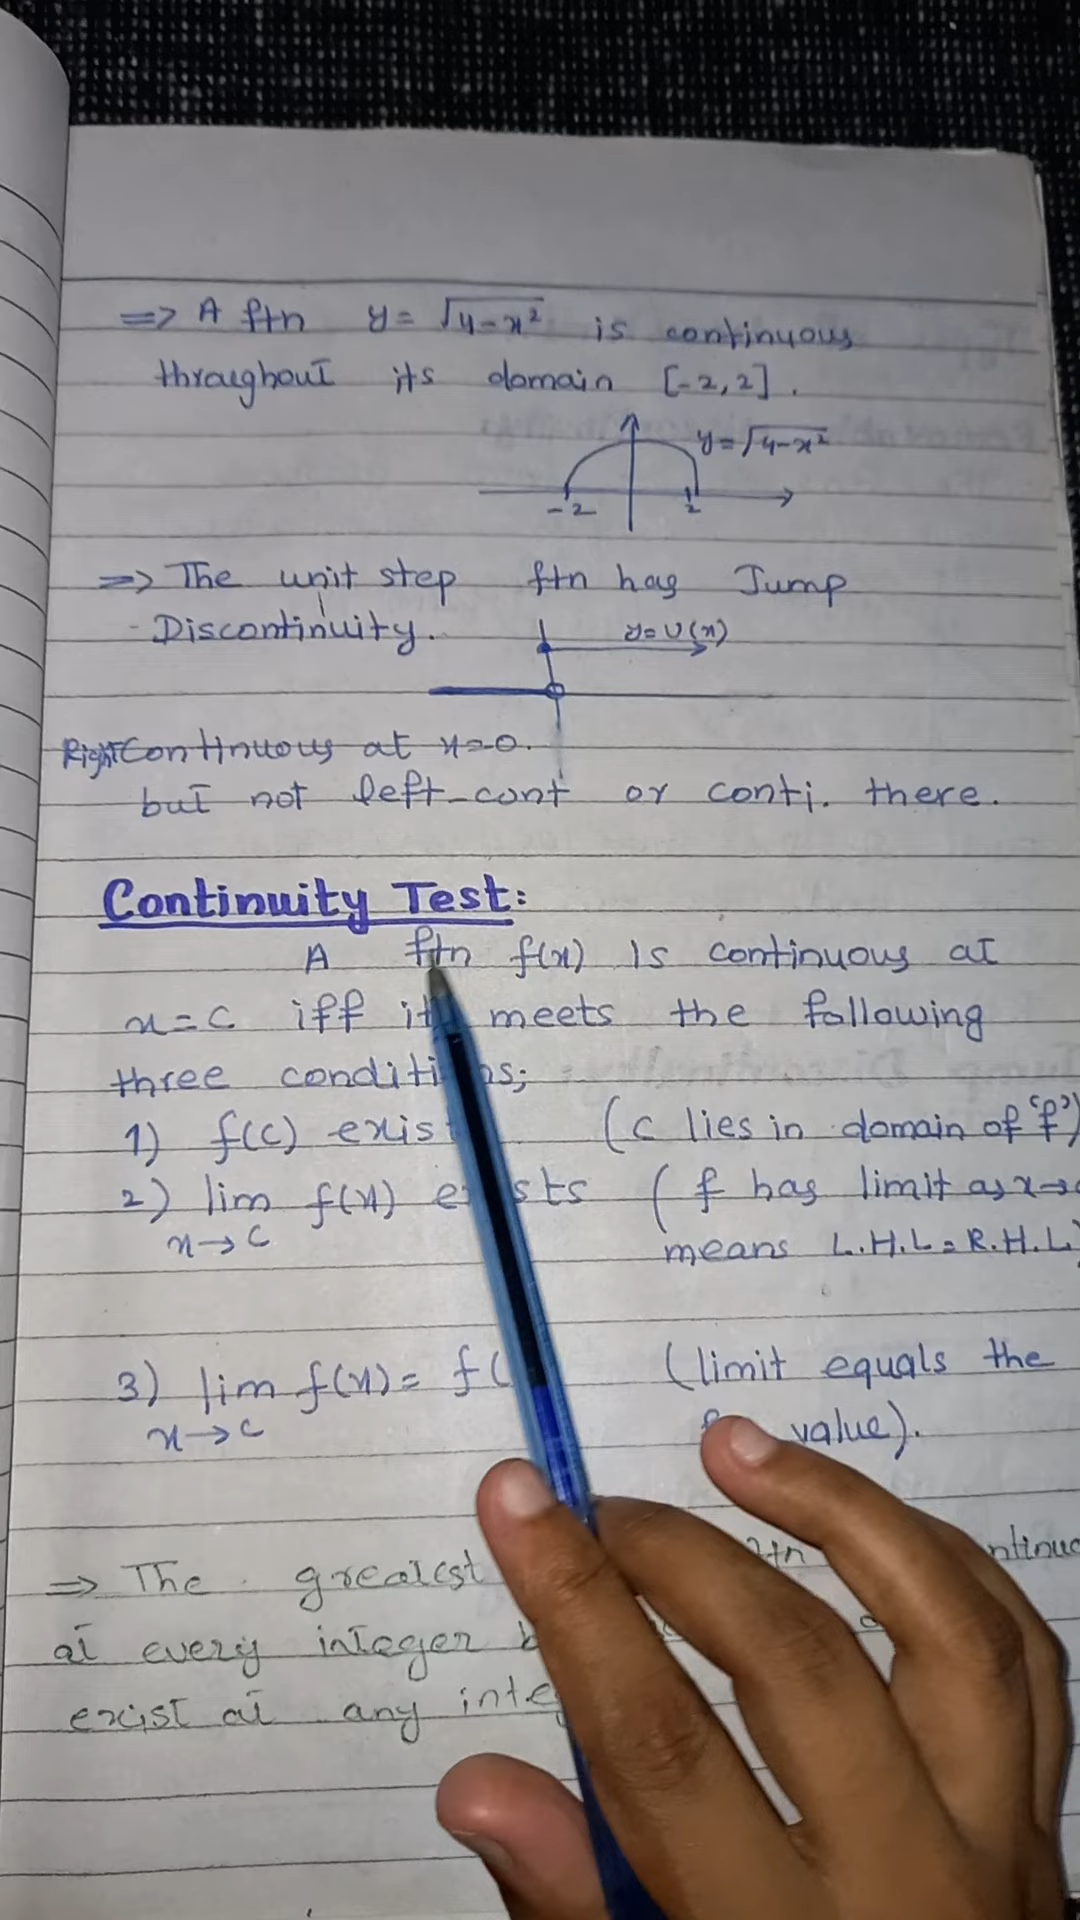 => A ftn y = √4-x² is continuous
throughout its domain [-2,2].
y=√4-x²
-2 2
=> The unit step ftn has Jump
Discontinuity.
y=U(x)
Right Continuous at x=0.
but not left-cont or conti. there.
Continuity Test:
A ftn f(x) is continuous at
x=c iff it meets the following
three conditions;
1) f(c) exist (c lies in domain of 'f')
2) lim f(x) exists ( f has limit as x→c
x→c means L.H.L = R.H.L)
3) lim f(x) = f( (limit equals the
x→c value).
=> The greatest ftn
at every integer
exist at any